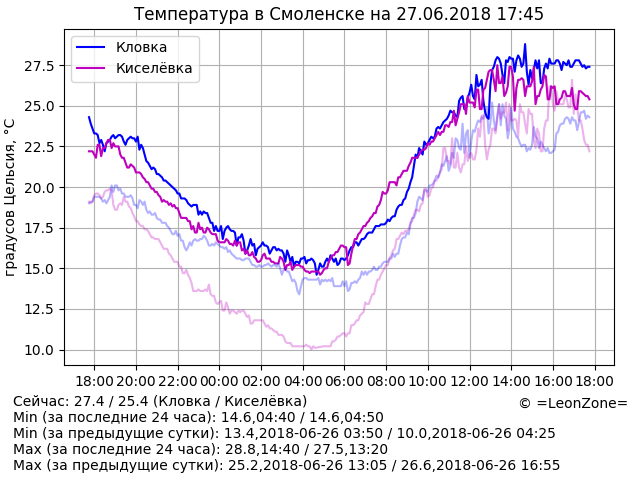 Температура в Смоленске на 27.06.2018 17:45
Кловка
Киселёвка
градусов Цельсия, °C
27.5
25.0
22.5
20.0
17.5
15.0
12.5
10.0
18:00 20:00 22:00 00:00 02:00 04:00 06:00 08:00 10:00 12:00 14:00 16:00 18:00
Сейчас: 27.4 / 25.4 (Кловка / Киселёвка)
© =LeonZone=
Min (за последние 24 часа): 14.6,04:40 / 14.6,04:50
Min (за предыдущие сутки): 13.4,2018-06-26 03:50 / 10.0,2018-06-26 04:25
Max (за последние 24 часа): 28.8,14:40 / 27.5,13:20
Max (за предыдущие сутки): 25.2,2018-06-26 13:05 / 26.6,2018-06-26 16:55